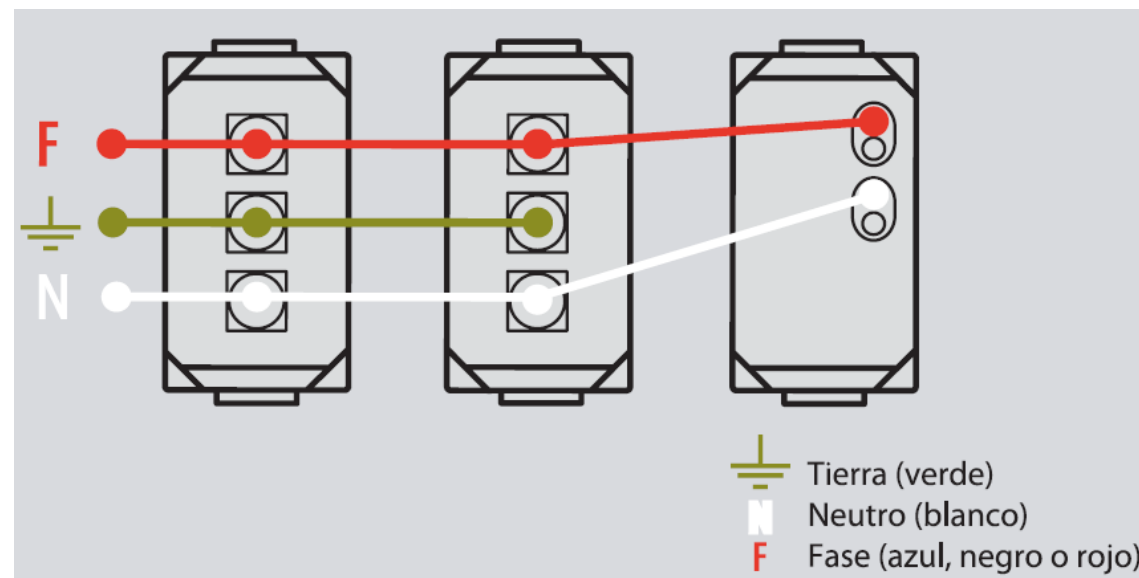 F
N
Tierra (verde)
N Neutro (blanco)
F Fase (azul, negro o rojo)